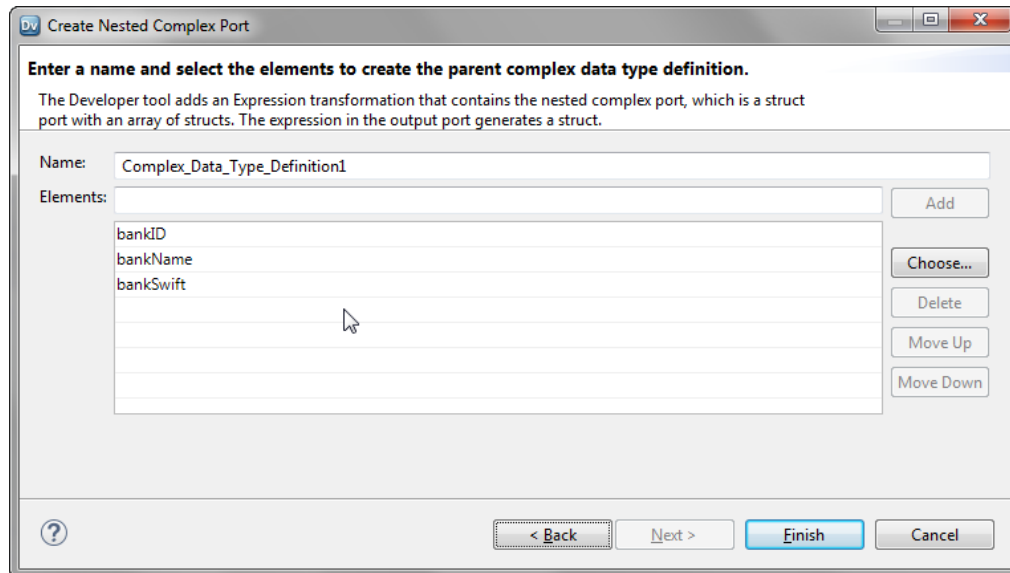 Dv Create Nested Complex Port
Enter a name and select the elements to create the parent complex data type definition.
The Developer tool adds an Expression transformation that contains the nested complex port, which is a struct
port with an array of structs. The expression in the output port generates a struct.
Name: Complex_Data_Type_Definition1
Elements: Add
bankID
bankName
Choose...
bankSwift
Delete
Move Up
Move Down
? < Back Next > Finish Cancel